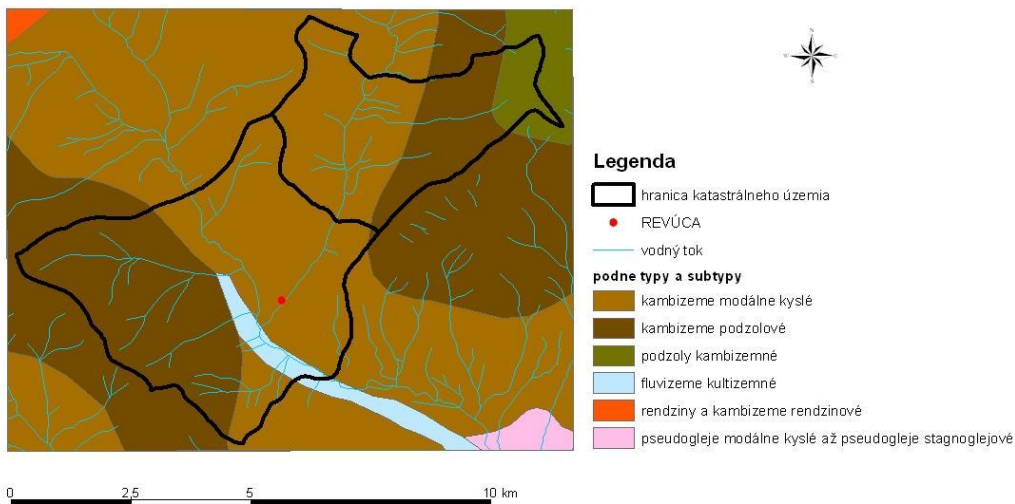 N
W E
S
Legenda
hranica katastrálneho územia
REVÚCA
vodný tok
podne typy a subtypy
kambizeme modálne kyslé
kambizeme podzolové
podzoly kambizemné
fluvizeme kultizemné
rendziny a kambizeme rendzinové
pseudogleje modálne kyslé až pseudogleje stagnoglejové
0 2,5 5 10 km